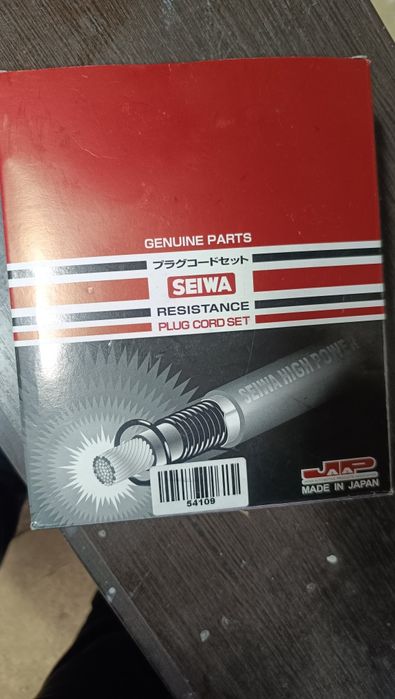 GENUINE PARTS
プラグコードセット
SEIWA
RESISTANCE
PLUG CORD SET
SEIWA HIGH POWE
JAAP
MADE IN JAPAN
54109